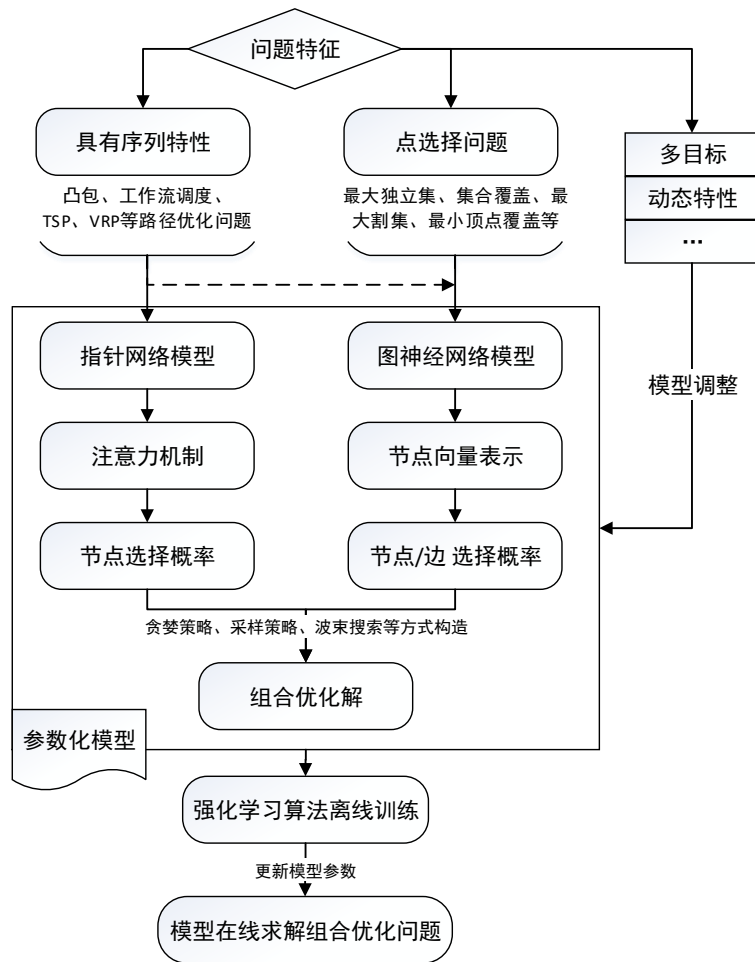 问题特征
具有序列特性
凸包、工作流调度、
TSP、VRP等路径优化问题
点选择问题
最大独立集、集合覆盖、最
大割集、最小顶点覆盖等
多目标
动态特性
...
指针网络模型
图神经网络模型
模型调整
注意力机制
节点向量表示
节点选择概率
节点/边 选择概率
贪婪策略、采样策略、波束搜索等方式构造
组合优化解
参数化模型
强化学习算法离线训练
更新模型参数
模型在线求解组合优化问题